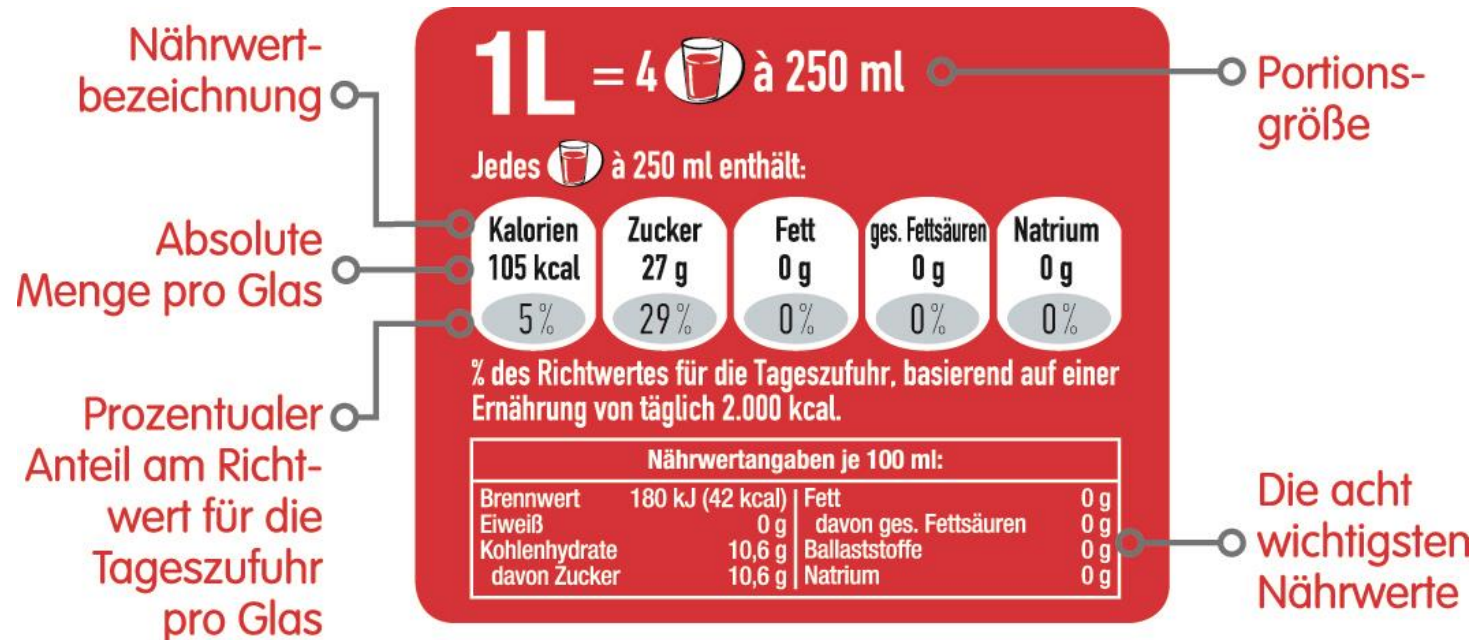 Nährwert-
bezeichnung
Absolute
Menge pro Glas
Prozentualer
Anteil am Richt-
wert für die
Tageszufuhr
pro Glas
1L = 4 à 250 ml
Jedes à 250 ml enthält:
Kalorien Zucker Fett ges. Fettsäuren Natrium
105 kcal 27 g 0 g 0 g 0 g
5% 29% 0% 0% 0%
% des Richtwertes für die Tageszufuhr, basierend auf einer
Ernährung von täglich 2.000 kcal.
Nährwertangaben je 100 ml:
Brennwert 180 kJ (42 kcal) Fett 0 g
Eiweiß 0 g davon ges. Fettsäuren 0 g
Kohlenhydrate 10,6 g Ballaststoffe 0 g
davon Zucker 10,6 g Natrium 0 g
Portions-
größe
Die acht
wichtigsten
Nährwerte